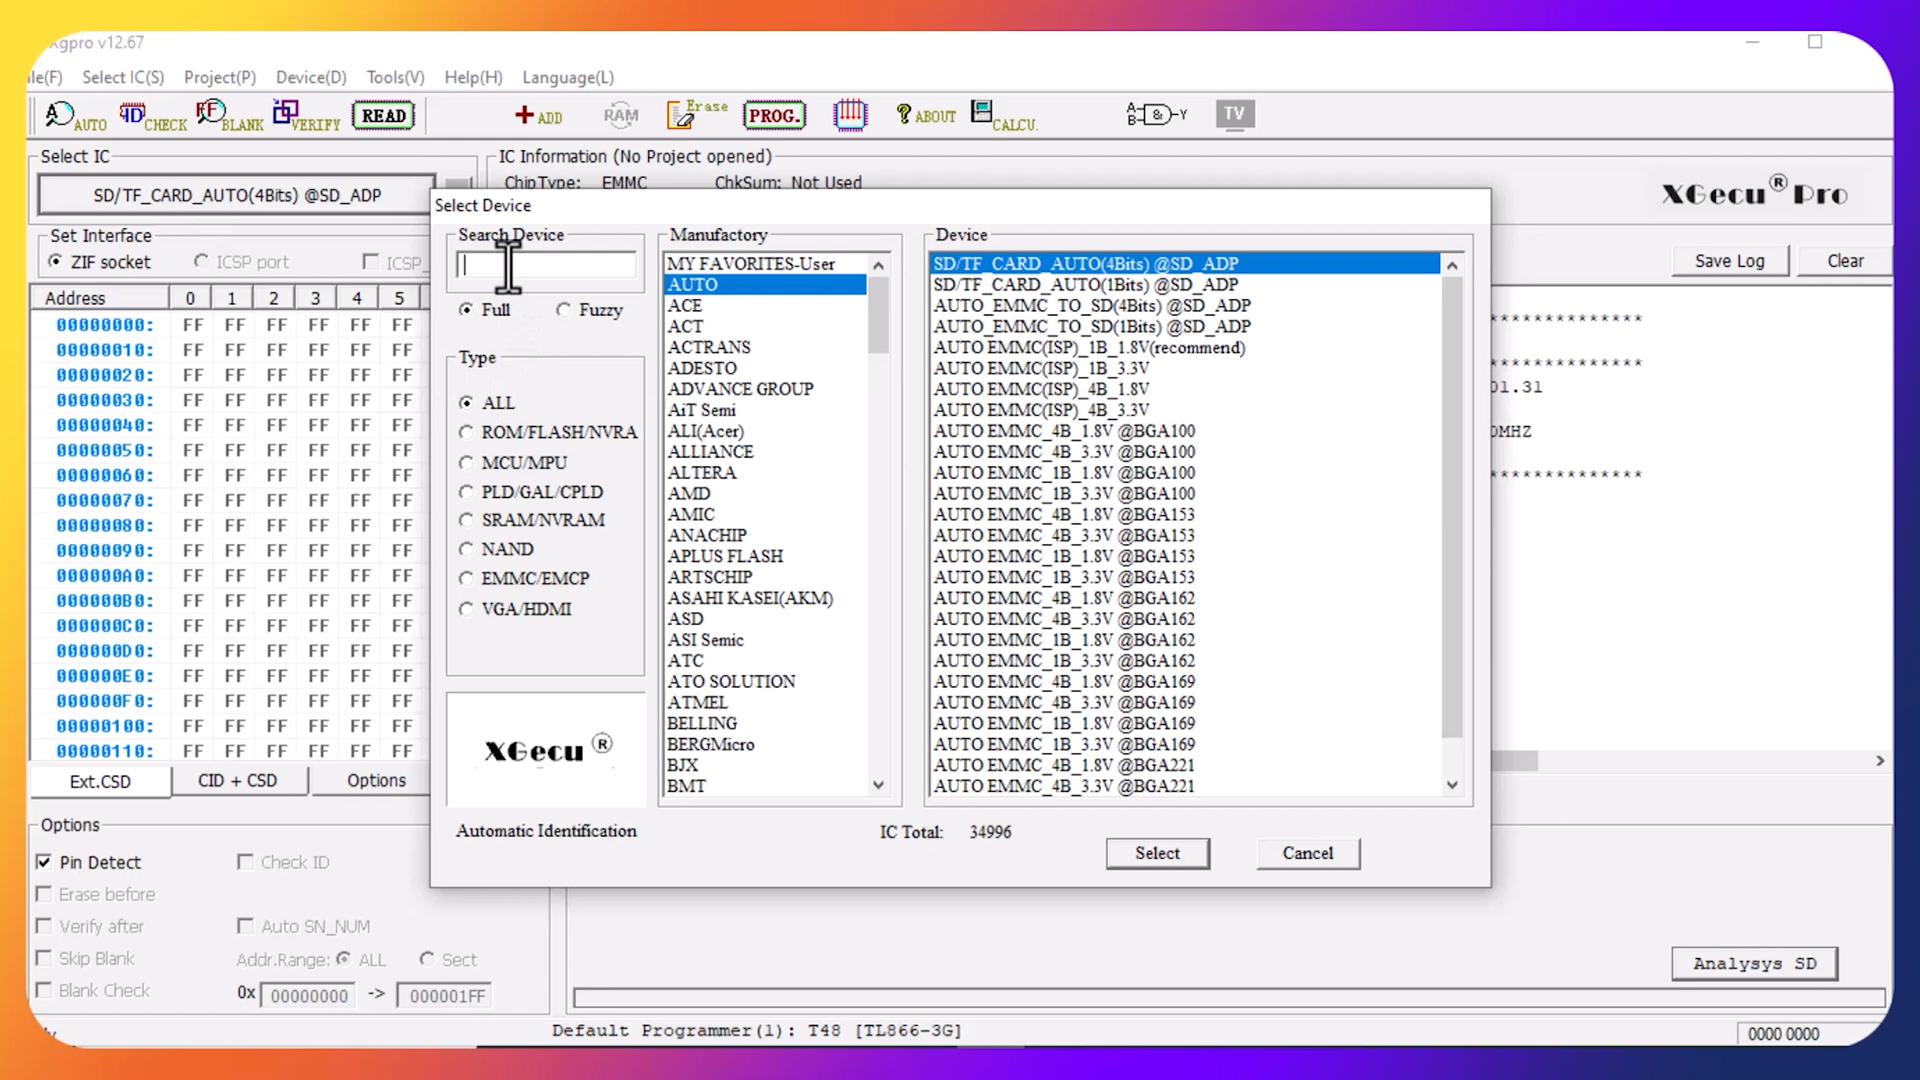 Xgpro v12.67
ile(F) Select IC(S) Project(P) Device(D) Tools(V) Help(H) Language(L)
AUTO ID CHECK FF BLANK VERIFY READ + ADD RAM Erase PROG. ? ABOUT CALCU. A B & Y TV
Select IC
IC Information (No Project opened)
SD/TF_CARD_AUTO(4Bits) @SD_ADP
ChipType: EMMC ChkSum: Not Used
XGecu® Pro
Set Interface
ZIF socket ICSP port ICSP_
Save Log Clear
Address 0 1 2 3 4 5
00000000: FF FF FF FF FF FF
00000010: FF FF FF FF FF FF
00000020: FF FF FF FF FF FF
00000030: FF FF FF FF FF FF
00000040: FF FF FF FF FF FF
00000050: FF FF FF FF FF FF
00000060: FF FF FF FF FF FF
00000070: FF FF FF FF FF FF
00000080: FF FF FF FF FF FF
00000090: FF FF FF FF FF FF
000000A0: FF FF FF FF FF FF
000000B0: FF FF FF FF FF FF
000000C0: FF FF FF FF FF FF
000000D0: FF FF FF FF FF FF
000000E0: FF FF FF FF FF FF
000000F0: FF FF FF FF FF FF
00000100: FF FF FF FF FF FF
00000110: FF FF FF FF FF FF
Ext.CSD CID + CSD Options
Select Device
Search Device
Full Fuzzy
Type
ALL
ROM/FLASH/NVRA
MCU/MPU
PLD/GAL/CPLD
SRAM/NVRAM
NAND
EMMC/EMCP
VGA/HDMI
XGecu ®
Automatic Identification
Manufactory
MY FAVORITES-User
AUTO
ACE
ACT
ACTRANS
ADESTO
ADVANCE GROUP
AiT Semi
ALI(Acer)
ALLIANCE
ALTERA
AMD
AMIC
ANACHIP
APLUS FLASH
ARTSCHIP
ASAHI KASEI(AKM)
ASD
ASI Semic
ATC
ATO SOLUTION
ATMEL
BELLING
BERGMicro
BJX
BMT
Device
SD/TF_CARD_AUTO(4Bits) @SD_ADP
SD/TF_CARD_AUTO(1Bits) @SD_ADP
AUTO_EMMC_TO_SD(4Bits) @SD_ADP
AUTO_EMMC_TO_SD(1Bits) @SD_ADP
AUTO EMMC(ISP)_1B_1.8V(recommend)
AUTO EMMC(ISP)_1B_3.3V
AUTO EMMC(ISP)_4B_1.8V
AUTO EMMC(ISP)_4B_3.3V
AUTO EMMC_4B_1.8V @BGA100
AUTO EMMC_4B_3.3V @BGA100
AUTO EMMC_1B_1.8V @BGA100
AUTO EMMC_1B_3.3V @BGA100
AUTO EMMC_4B_1.8V @BGA153
AUTO EMMC_4B_3.3V @BGA153
AUTO EMMC_1B_1.8V @BGA153
AUTO EMMC_1B_3.3V @BGA153
AUTO EMMC_4B_1.8V @BGA162
AUTO EMMC_4B_3.3V @BGA162
AUTO EMMC_1B_1.8V @BGA162
AUTO EMMC_1B_3.3V @BGA162
AUTO EMMC_4B_1.8V @BGA169
AUTO EMMC_4B_3.3V @BGA169
AUTO EMMC_1B_1.8V @BGA169
AUTO EMMC_1B_3.3V @BGA169
AUTO EMMC_4B_1.8V @BGA221
AUTO EMMC_4B_3.3V @BGA221
IC Total: 34996
Select Cancel
**************
**************
01.31
0MHZ
**************
Options
Pin Detect Check ID
Erase before
Verify after Auto SN_NUM
Skip Blank Addr.Range: ALL Sect
Blank Check 0x 00000000 -> 000001FF
Analysys SD
Default Programmer(1): T48 [TL866-3G]
0000 0000